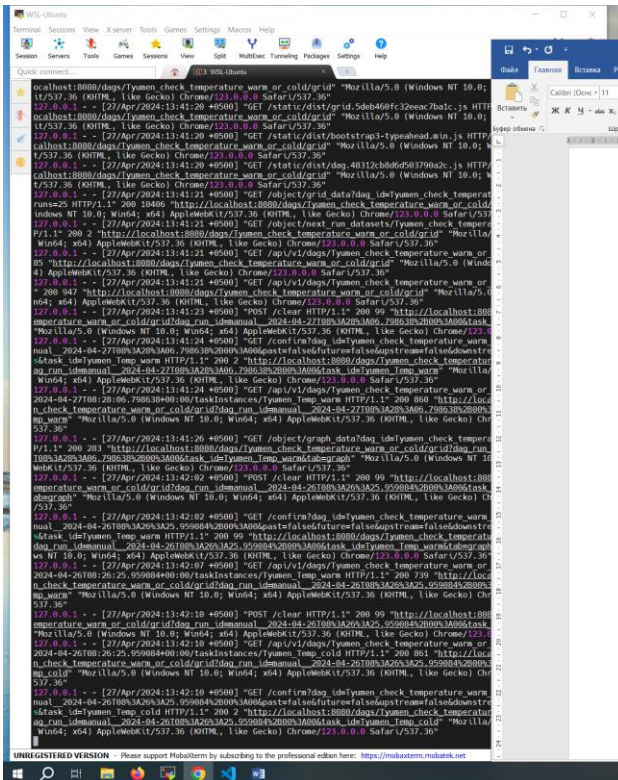 WSL-Ubuntu
Terminal Sessions View X server Tools Games Settings Macros Help
Session Servers Tools Games Sessions View Split MultiExec Tunneling Packages Settings Help
Quick connect...
3. WSL-Ubuntu
Файл Главная Вставка
Вставить
Calibri (Осно 11
Ж К Ч abc x,
Буфер обмена
ocalhost:8080/dags/Tyumen_check_temperature_warm_or_cold/grid" "Mozilla/5.0 (Windows NT 10.0;
it/537.36 (KHTML, like Gecko) Chrome/123.0.0.0 Safari/537.36"
127.0.0.1 - - [27/Apr/2024:13:41:20 +0500] "GET /static/dist/grid.5deb460fc32eeac7ba1c.js HTTP
localhost:8080/dags/Tyumen_check_temperature_warm_or_cold/grid" "Mozilla/5.0 (Windows NT 10.0;
it/537.36 (KHTML, like Gecko) Chrome/123.0.0.0 Safari/537.36"
127.0.0.1 - - [27/Apr/2024:13:41:20 +0500] "GET /static/dist/bootstrap3-typeahead.min.js HTTP/
calhost:8080/dags/Tyumen_check_temperature_warm_or_cold/grid" "Mozilla/5.0 (Windows NT 10.0; W
t/537.36 (KHTML, like Gecko) Chrome/123.0.0.0 Safari/537.36"
127.0.0.1 - - [27/Apr/2024:13:41:20 +0500] "GET /static/dist/dag.48312cb8d6d503790a2c.js HTTP/
calhost:8080/dags/Tyumen_check_temperature_warm_or_cold/grid" "Mozilla/5.0 (Windows NT 10.0; W
t/537.36 (KHTML, like Gecko) Chrome/123.0.0.0 Safari/537.36"
127.0.0.1 - - [27/Apr/2024:13:41:21 +0500] "GET /object/grid_data?dag_id=Tyumen_check_temperat
runs=25 HTTP/1.1" 200 10406 "http://localhost:8080/dags/Tyumen_check_temperature_warm_or_cold/
indows NT 10.0; Win64; x64) AppleWebKit/537.36 (KHTML, like Gecko) Chrome/123.0.0.0 Safari/537
127.0.0.1 - - [27/Apr/2024:13:41:21 +0500] "GET /object/next_run_datasets/Tyumen_check_tempera
P/1.1" 200 2 "http://localhost:8080/dags/Tyumen_check_temperature_warm_or_cold/grid" "Mozilla/
Win64; x64) AppleWebKit/537.36 (KHTML, like Gecko) Chrome/123.0.0.0 Safari/537.36"
127.0.0.1 - - [27/Apr/2024:13:41:21 +0500] "GET /api/v1/dags/Tyumen_check_temperature_warm_or_
85 "http://localhost:8080/dags/Tyumen_check_temperature_warm_or_cold/grid" "Mozilla/5.0 (Windo
4) AppleWebKit/537.36 (KHTML, like Gecko) Chrome/123.0.0.0 Safari/537.36"
127.0.0.1 - - [27/Apr/2024:13:41:21 +0500] "GET /api/v1/dags/Tyumen_check_temperature_warm_or_
" 200 947 "http://localhost:8080/dags/Tyumen_check_temperature_warm_or_cold/grid" "Mozilla/5.0
n64; x64) AppleWebKit/537.36 (KHTML, like Gecko) Chrome/123.0.0.0 Safari/537.36"
127.0.0.1 - - [27/Apr/2024:13:41:23 +0500] "POST /clear HTTP/1.1" 200 99 "http://localhost:808
emperature_warm_or_cold/grid?dag_run_id=manual__2024-04-27T08%3A28%3A06.798638%2B00%3A00&task_
"Mozilla/5.0 (Windows NT 10.0; Win64; x64) AppleWebKit/537.36 (KHTML, like Gecko) Chrome/123.0
127.0.0.1 - - [27/Apr/2024:13:41:24 +0500] "GET /confirm?dag_id=Tyumen_check_temperature_warm_
nual__2024-04-27T08%3A28%3A06.798638%2B00%3A00&past=false&future=false&upstream=false&downstre
s&task_id=Tyumen_Temp_warm HTTP/1.1" 200 2 "http://localhost:8080/dags/Tyumen_check_temperatur
ag_run_id=manual__2024-04-27T08%3A28%3A06.798638%2B00%3A00&task_id=Tyumen_Temp_warm" "Mozilla/
Win64; x64) AppleWebKit/537.36 (KHTML, like Gecko) Chrome/123.0.0.0 Safari/537.36"
127.0.0.1 - - [27/Apr/2024:13:41:24 +0500] "GET /api/v1/dags/Tyumen_check_temperature_warm_or_
2024-04-27T08:28:06.798638+00:00/taskInstances/Tyumen_Temp_warm HTTP/1.1" 200 860 "http://loca
n_check_temperature_warm_or_cold/grid?dag_run_id=manual__2024-04-27T08%3A28%3A06.798638%2B00%3
mp_warm" "Mozilla/5.0 (Windows NT 10.0; Win64; x64) AppleWebKit/537.36 (KHTML, like Gecko) Chr
537.36"
127.0.0.1 - - [27/Apr/2024:13:41:26 +0500] "GET /object/graph_data?dag_id=Tyumen_check_tempera
P/1.1" 200 283 "http://localhost:8080/dags/Tyumen_check_temperature_warm_or_cold/grid?dag_run_
T08%3A28%3A06.798638%2B00%3A00&task_id=Tyumen_Temp_warm&tab=graph" "Mozilla/5.0 (Windows NT 10
WebKit/537.36 (KHTML, like Gecko) Chrome/123.0.0.0 Safari/537.36"
127.0.0.1 - - [27/Apr/2024:13:42:02 +0500] "POST /clear HTTP/1.1" 200 99 "http://localhost:808
emperature_warm_or_cold/grid?dag_run_id=manual__2024-04-26T08%3A26%3A25.959084%2B00%3A00&task_
ab=graph" "Mozilla/5.0 (Windows NT 10.0; Win64; x64) AppleWebKit/537.36 (KHTML, like Gecko) Ch
/537.36"
127.0.0.1 - - [27/Apr/2024:13:42:02 +0500] "GET /confirm?dag_id=Tyumen_check_temperature_warm_
nual__2024-04-26T08%3A26%3A25.959084%2B00%3A00&past=false&future=false&upstream=false&downstre
s&task_id=Tyumen_Temp_warm HTTP/1.1" 200 99 "http://localhost:8080/dags/Tyumen_check_temperatu
dag_run_id=manual__2024-04-26T08%3A26%3A25.959084%2B00%3A00&task_id=Tyumen_Temp_warm&tab=graph
ws NT 10.0; Win64; x64) AppleWebKit/537.36 (KHTML, like Gecko) Chrome/123.0.0.0 Safari/537.36"
127.0.0.1 - - [27/Apr/2024:13:42:07 +0500] "GET /api/v1/dags/Tyumen_check_temperature_warm_or_
2024-04-26T08:26:25.959084+00:00/taskInstances/Tyumen_Temp_warm HTTP/1.1" 200 739 "http://loca
n_check_temperature_warm_or_cold/grid?dag_run_id=manual__2024-04-26T08%3A26%3A25.959084%2B00%3
mp_warm" "Mozilla/5.0 (Windows NT 10.0; Win64; x64) AppleWebKit/537.36 (KHTML, like Gecko) Chr
537.36"
127.0.0.1 - - [27/Apr/2024:13:42:10 +0500] "POST /clear HTTP/1.1" 200 99 "http://localhost:808
emperature_warm_or_cold/grid?dag_run_id=manual__2024-04-26T08%3A26%3A25.959084%2B00%3A00&task_
"Mozilla/5.0 (Windows NT 10.0; Win64; x64) AppleWebKit/537.36 (KHTML, like Gecko) Chrome/123.0
127.0.0.1 - - [27/Apr/2024:13:42:10 +0500] "GET /api/v1/dags/Tyumen_check_temperature_warm_or_
2024-04-26T08:26:25.959084+00:00/taskInstances/Tyumen_Temp_cold HTTP/1.1" 200 861 "http://loca
n_check_temperature_warm_or_cold/grid?dag_run_id=manual__2024-04-26T08%3A26%3A25.959084%2B00%3
mp_cold" "Mozilla/5.0 (Windows NT 10.0; Win64; x64) AppleWebKit/537.36 (KHTML, like Gecko) Chr
537.36"
127.0.0.1 - - [27/Apr/2024:13:42:10 +0500] "GET /confirm?dag_id=Tyumen_check_temperature_warm_
nual__2024-04-26T08%3A26%3A25.959084%2B00%3A00&past=false&future=false&upstream=false&downstre
s&task_id=Tyumen_Temp_cold HTTP/1.1" 200 2 "http://localhost:8080/dags/Tyumen_check_temperatur
ag_run_id=manual__2024-04-26T08%3A26%3A25.959084%2B00%3A00&task_id=Tyumen_Temp_cold" "Mozilla/
Win64; x64) AppleWebKit/537.36 (KHTML, like Gecko) Chrome/123.0.0.0 Safari/537.36"
UNREGISTERED VERSION - Please support MobaXterm by subscribing to the professional edition here: https://mobaxterm.mobatek.net